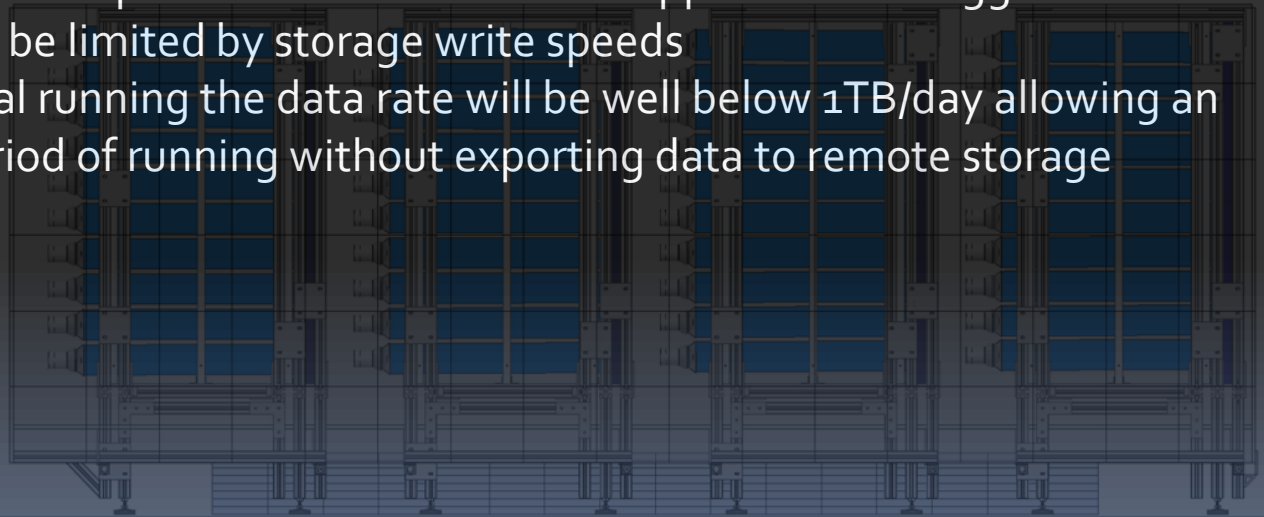 be limited by storage write speeds
al running the data rate will be well below 1TB/day allowing an
riod of running without exporting data to remote storage